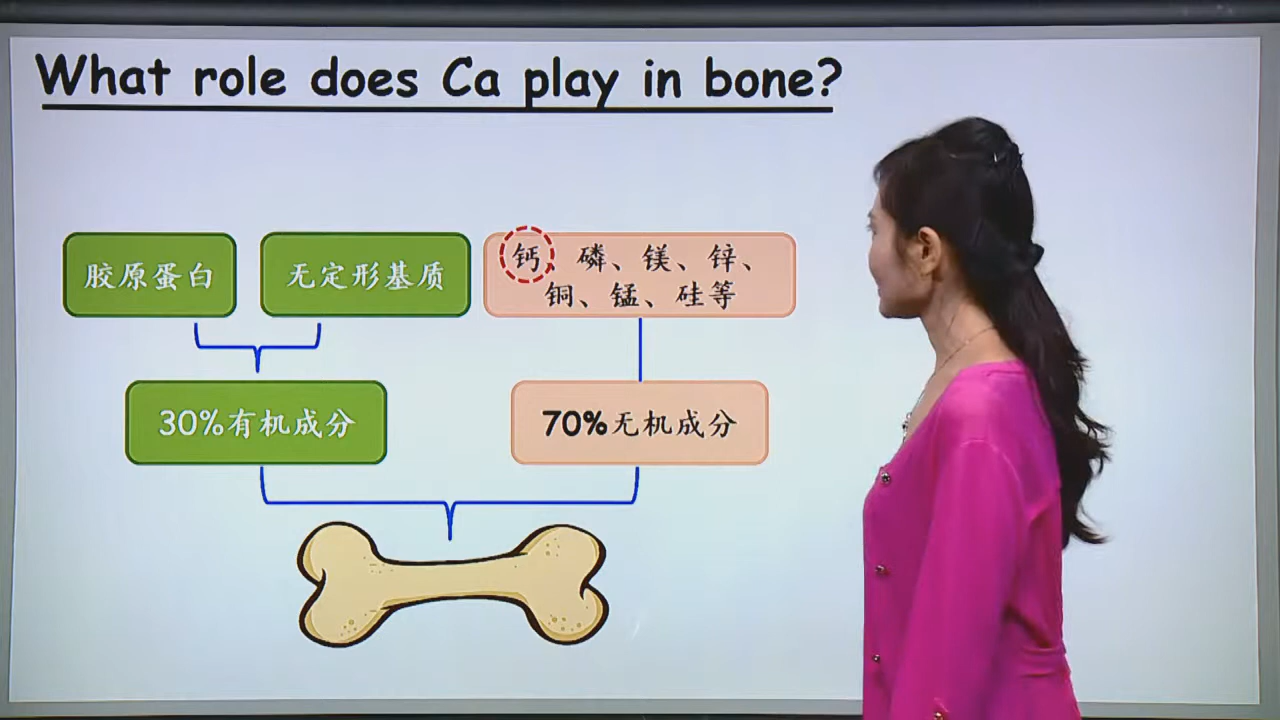 What role does Ca play in bone?
胶原蛋白
无定形基质
钙、磷、镁、锌、
铜、锰、硅等
30%有机成分
70%无机成分